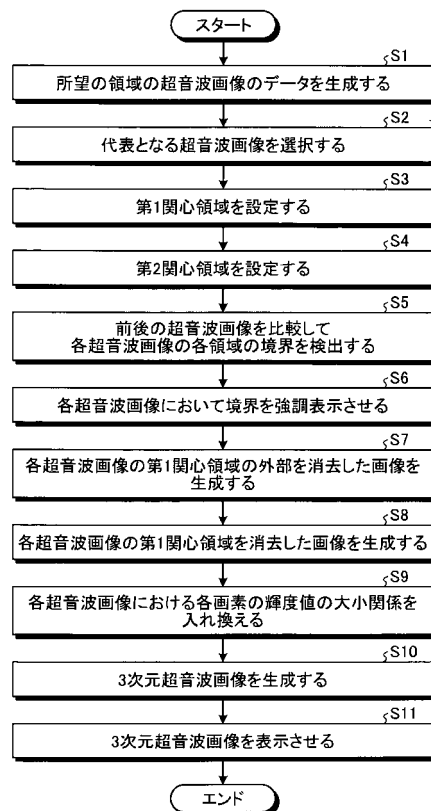 スタート
S1
所望の領域の超音波画像のデータを生成する
S2
代表となる超音波画像を選択する
S3
第1関心領域を設定する
S4
第2関心領域を設定する
S5
前後の超音波画像を比較して
各超音波画像の各領域の境界を検出する
S6
各超音波画像において境界を強調表示させる
S7
各超音波画像の第1関心領域の外部を消去した画像を
生成する
S8
各超音波画像の第1関心領域を消去した画像を生成する
S9
各超音波画像における各画素の輝度値の大小関係を
入れ換える
S10
3次元超音波画像を生成する
S11
3次元超音波画像を表示させる
エンド